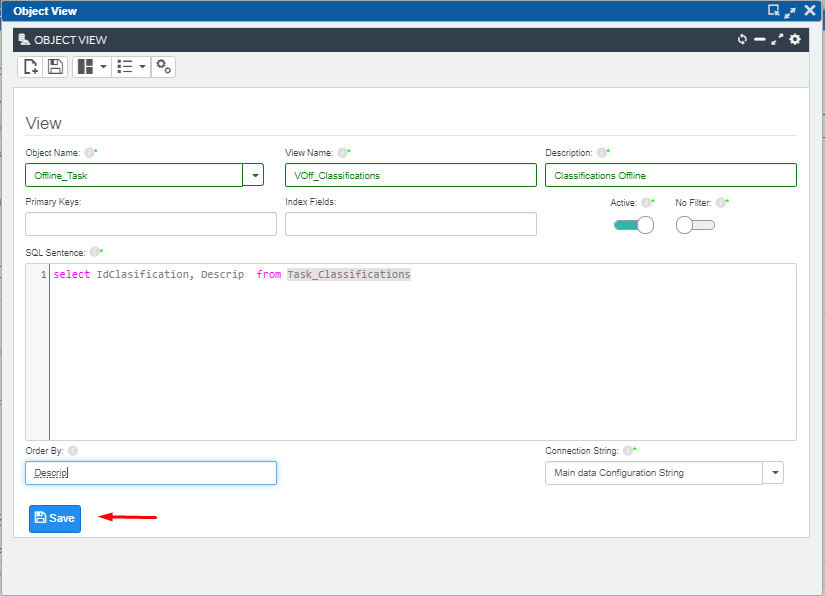 Object View
OBJECT VIEW
View
Object Name:
View Name:
Description:
Offline_Task
VOff_Classifications
Classifications Offline
Primary Keys:
Index Fields:
Active:
No Filter:
SQL Sentence:
1 select IdClasification, Descrip  from Task_Classifications
Order By:
Connection String:
Descrip
Main data Configuration String
Save